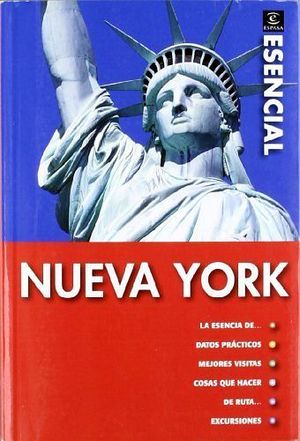 ESPASA
ESENCIAL
NUEVA YORK
LA ESENCIA DE...
DATOS PRÁCTICOS
MEJORES VISITAS
COSAS QUE HACER
DE RUTA...
EXCURSIONES